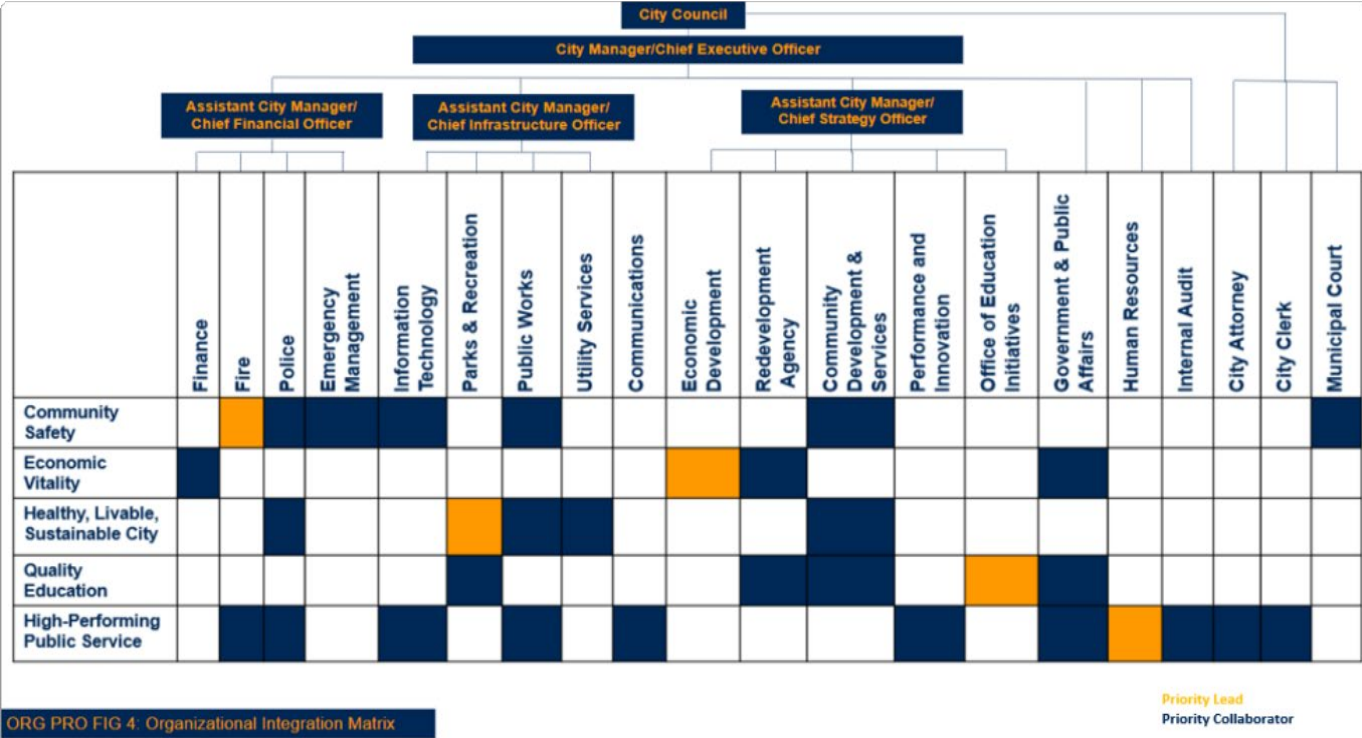 City Council
City Manager/Chief Executive Officer
Assistant City Manager/
Chief Financial Officer
Assistant City Manager/
Chief Infrastructure Officer
Assistant City Manager/
Chief Strategy Officer
Finance
Fire
Police
Emergency
Management
Information
Technology
Parks & Recreation
Public Works
Utility Services
Communications
Economic
Development
Redevelopment
Agency
Community
Development &
Services
Performance and
Innovation
Office of Education
Initiatives
Government & Public
Affairs
Human Resources
Internal Audit
City Attorney
City Clerk
Municipal Court
Community
Safety
Economic
Vitality
Healthy, Livable,
Sustainable City
Quality
Education
High-Performing
Public Service
Priority Lead
Priority Collaborator
ORG PRO FIG 4: Organizational Integration Matrix